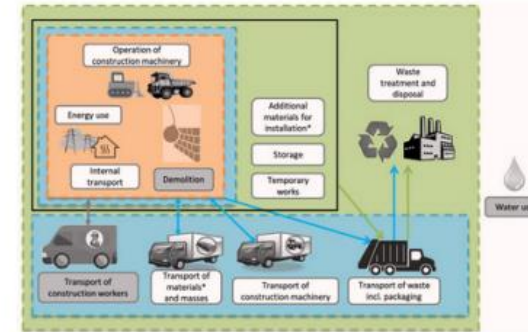 Operation of
construction machinery
Energy use
Internal
transport
Demolition
Additional
materials for
installation*
Storage
Temporary
works
Waste
treatment and
disposal
Water us
Transport of
construction workers
Transport of
materials*
and masses
Transport of
construction machinery
Transport of waste
incl. packaging